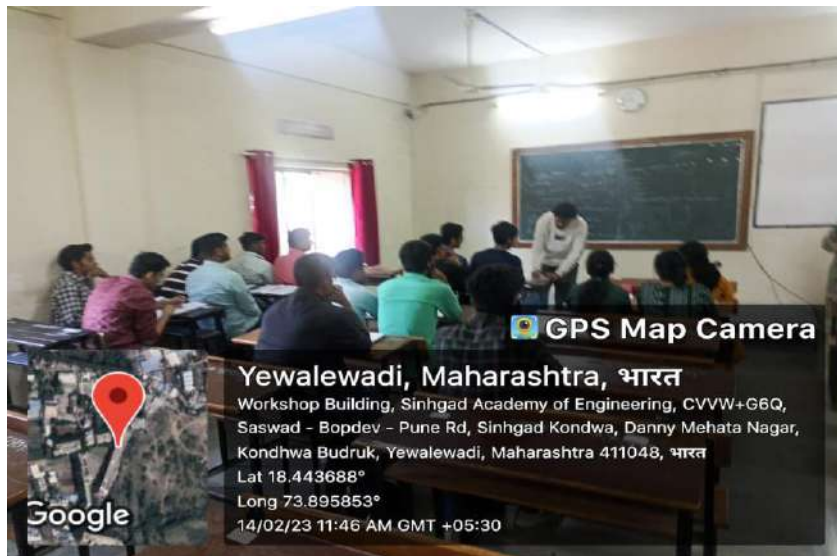 GPS Map Camera
Yewalewadi, Maharashtra, भारत
Workshop Building, Sinhgad Academy of Engineering, CVVW+G6Q,
Saswad - Bopdev - Pune Rd, Sinhgad Kondwa, Danny Mehata Nagar,
Kondhwa Budruk, Yewalewadi, Maharashtra 411048, भारत
Lat 18.443688°
Long 73.895853°
14/02/23 11:46 AM GMT +05:30
Google